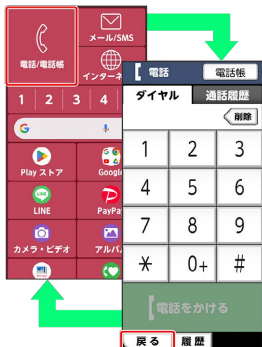 電話/電話帳
メール/SMS
インターネ
1 2 3 4
G
Play ストア
Googl
LINE
PayPa
カメラ・ビデオ
アルバ
電話
電話帳
ダイヤル
通話履歴
削除
1 2 3
4 5 6
7 8 9
* 0+ #
電話をかける
戻る
履歴